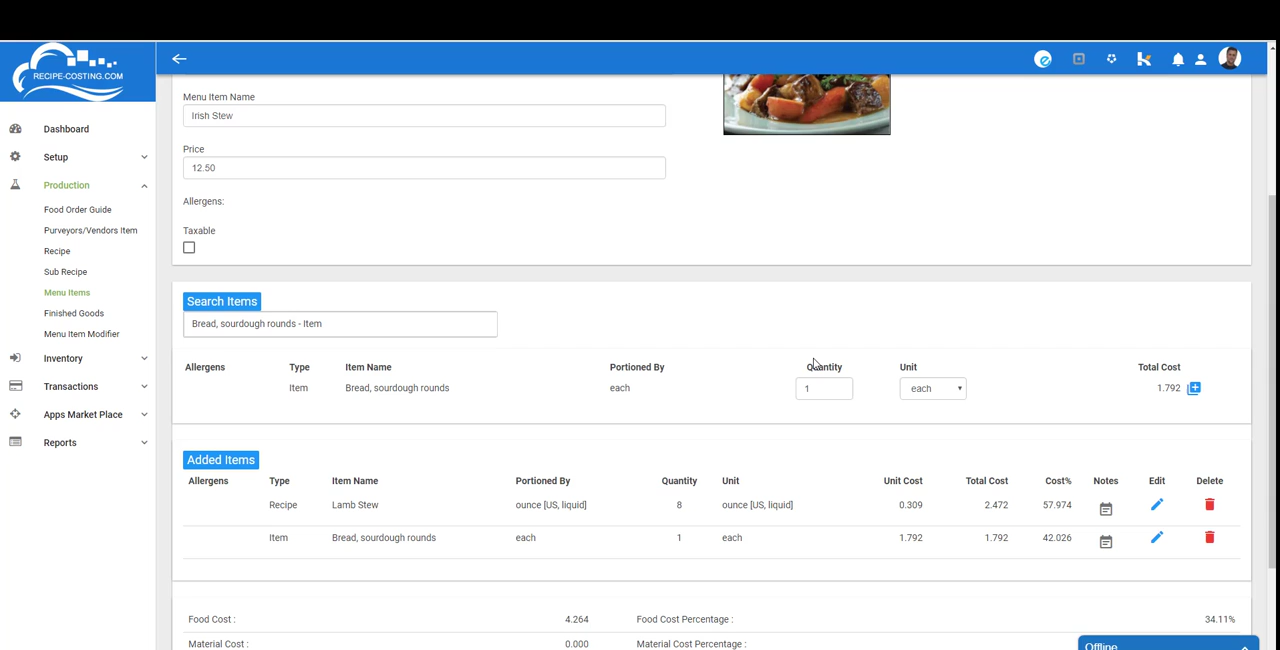 RECIPE-COSTING.COM
Dashboard
Setup
Production
Food Order Guide
Purveyors/Vendors Item
Recipe
Sub Recipe
Menu Items
Finished Goods
Menu Item Modifier
Inventory
Transactions
Apps Market Place
Reports
Menu Item Name
Irish Stew
Price
12.50
Allergens:
Taxable
Search Items
Bread, sourdough rounds - Item
Allergens Type Item Name Portioned By Quantity Unit Total Cost
Item Bread, sourdough rounds each 1 each 1.792
Added Items
Allergens Type Item Name Portioned By Quantity Unit Unit Cost Total Cost Cost% Notes Edit Delete
Recipe Lamb Stew ounce [US, liquid] 8 ounce [US, liquid] 0.309 2.472 57.974
Item Bread, sourdough rounds each 1 each 1.792 1.792 42.026
Food Cost : 4.264 Food Cost Percentage : 34.11%
Material Cost : 0.000 Material Cost Percentage :
Offline